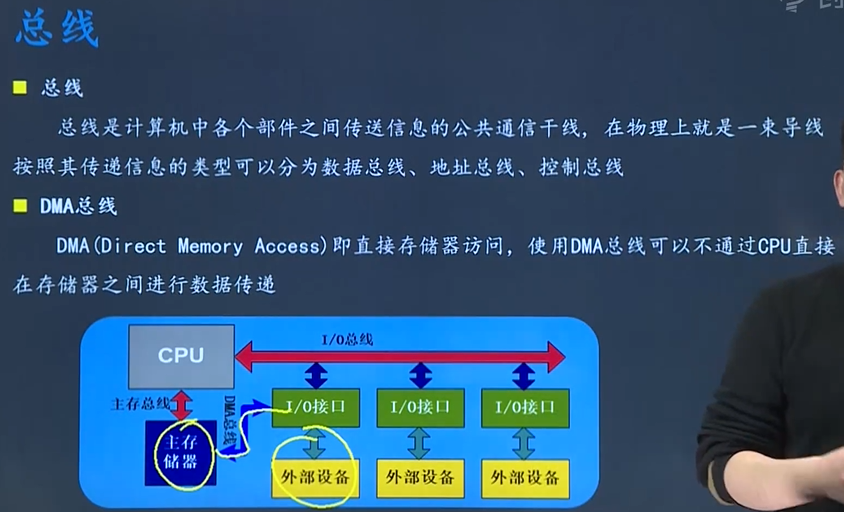 总线
总线
总线是计算机中各个部件之间传送信息的公共通信干线，在物理上就是一束导线
按照其传递信息的类型可以分为数据总线、地址总线、控制总线
DMA总线
DMA(Direct Memory Access)即直接存储器访问，使用DMA总线可以不通过CPU直接
在存储器之间进行数据传递
I/O总线
CPU
主存总线
DMA总线
I/O接口
I/O接口
I/O接口
主存
储器
外部设备
外部设备
外部设备